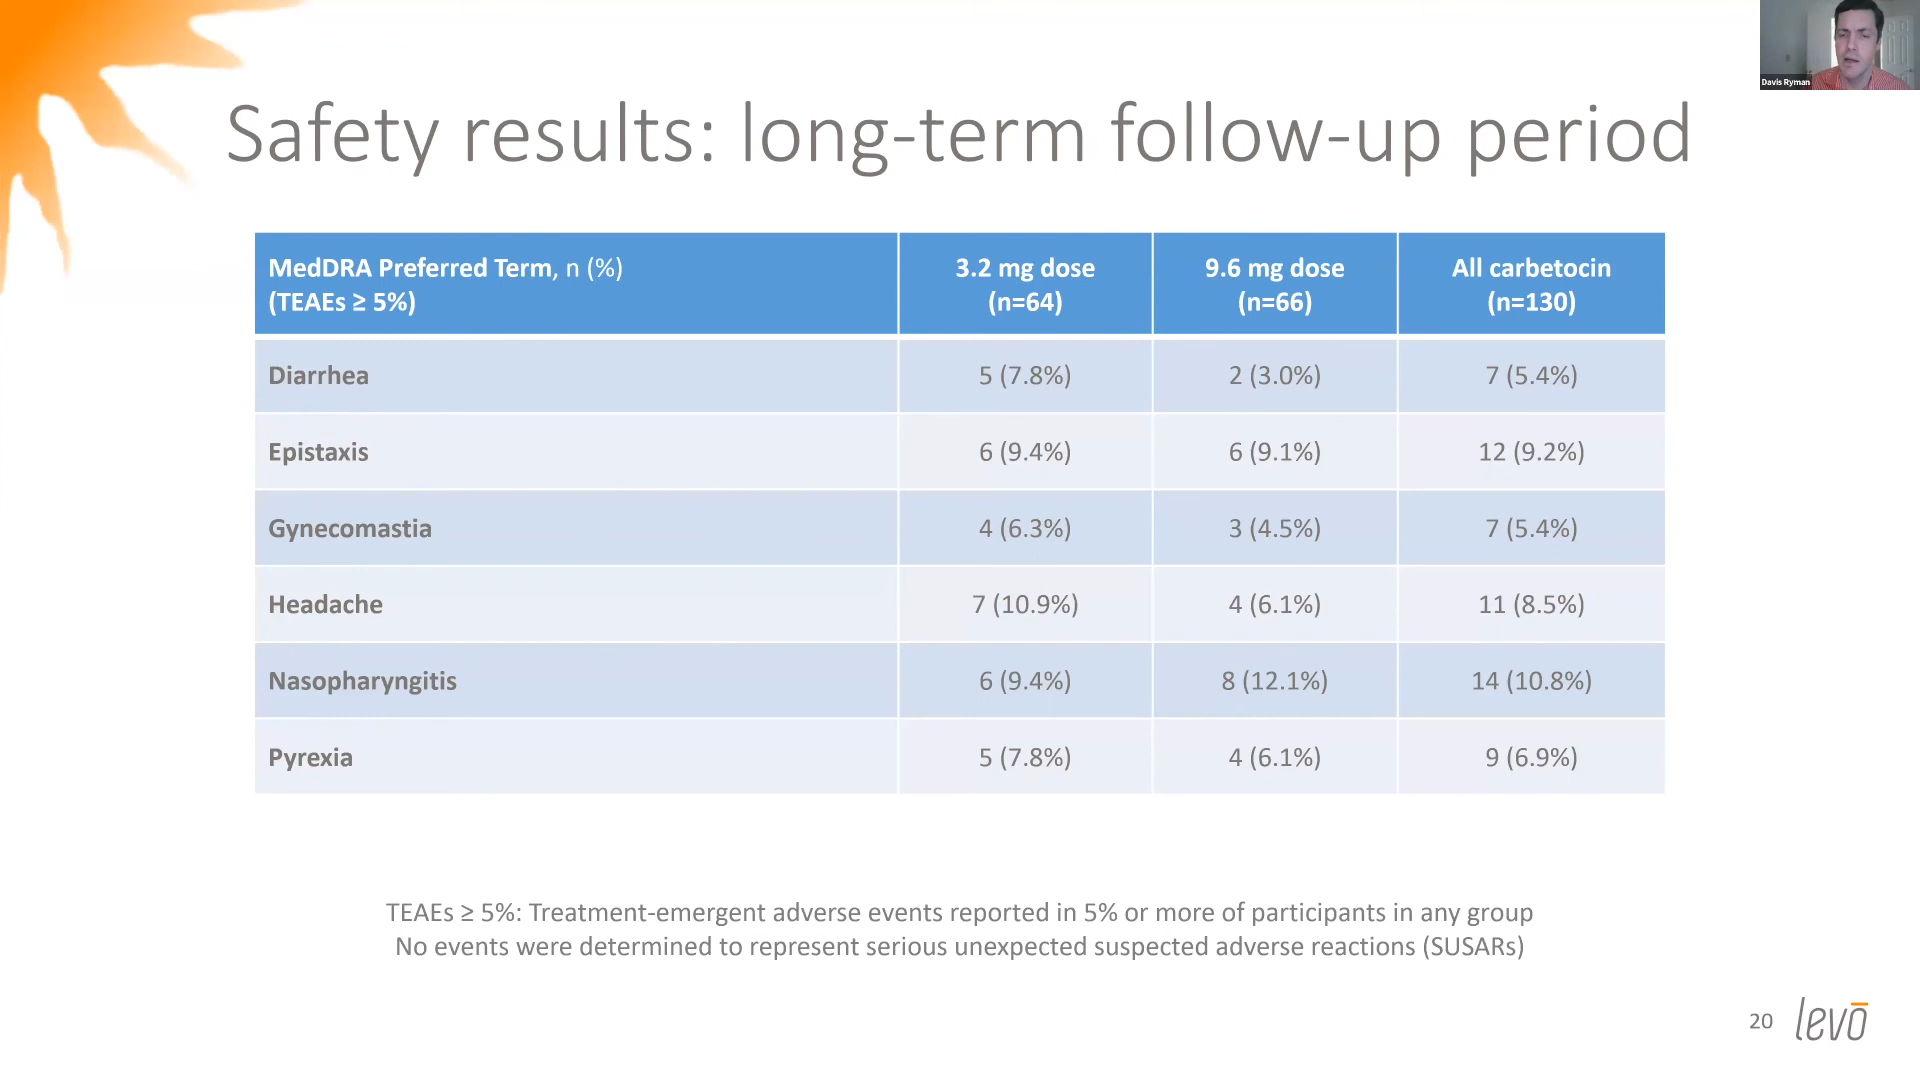 Davis Ryman
Safety results: long-term follow-up period
MedDRA Preferred Term, n (%)
(TEAEs ≥ 5%)
3.2 mg dose
(n=64)
9.6 mg dose
(n=66)
All carbetocin
(n=130)
Diarrhea 5 (7.8%) 2 (3.0%) 7 (5.4%)
Epistaxis 6 (9.4%) 6 (9.1%) 12 (9.2%)
Gynecomastia 4 (6.3%) 3 (4.5%) 7 (5.4%)
Headache 7 (10.9%) 4 (6.1%) 11 (8.5%)
Nasopharyngitis 6 (9.4%) 8 (12.1%) 14 (10.8%)
Pyrexia 5 (7.8%) 4 (6.1%) 9 (6.9%)
TEAEs ≥ 5%: Treatment-emergent adverse events reported in 5% or more of participants in any group
No events were determined to represent serious unexpected suspected adverse reactions (SUSARs)
20 levō